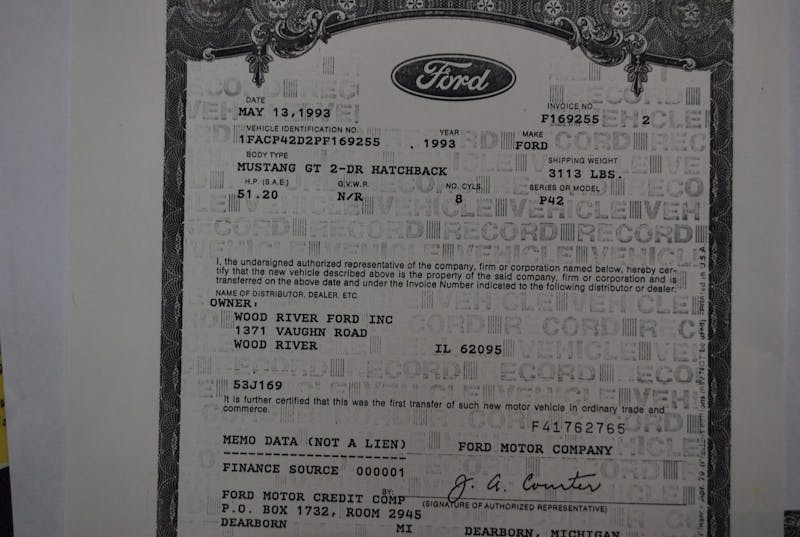 Ford
DATE
MAY 13,1993
INVOICE NO.
F169255 2
VEHICLE IDENTIFICATION NO.
1FACP42D2PF169255
YEAR
1993
MAKE
FORD
BODY TYPE
MUSTANG GT 2-DR HATCHBACK
SHIPPING WEIGHT
3113 LBS.
H.P. (S.A.E.)
51.20
G.V.W.R.
N/R
NO. CYLS.
8
SERIES OR MODEL
P42
I, the undersigned authorized representative of the company, firm or corporation named below, hereby cer-
tify that the new vehicle described above is the property of the said company, firm or corporation and is
transferred on the above date and under the Invoice Number indicated to the following distributor or dealer.
NAME OF DISTRIBUTOR, DEALER, ETC.
OWNER:
WOOD RIVER FORD INC
1371 VAUGHN ROAD
WOOD RIVER IL 62095
53J169
It is further certified that this was the first transfer of such new motor vehicle in ordinary trade and
commerce.
F41762765
MEMO DATA (NOT A LIEN)
FORD MOTOR COMPANY
FINANCE SOURCE 000001
BY: J. A. Courter
(SIGNATURE OF AUTHORIZED REPRESENTATIVE)
FORD MOTOR CREDIT COMP
P.O. BOX 1732, ROOM 2945
DEARBORN MI
DEARBORN, MICHIGAN